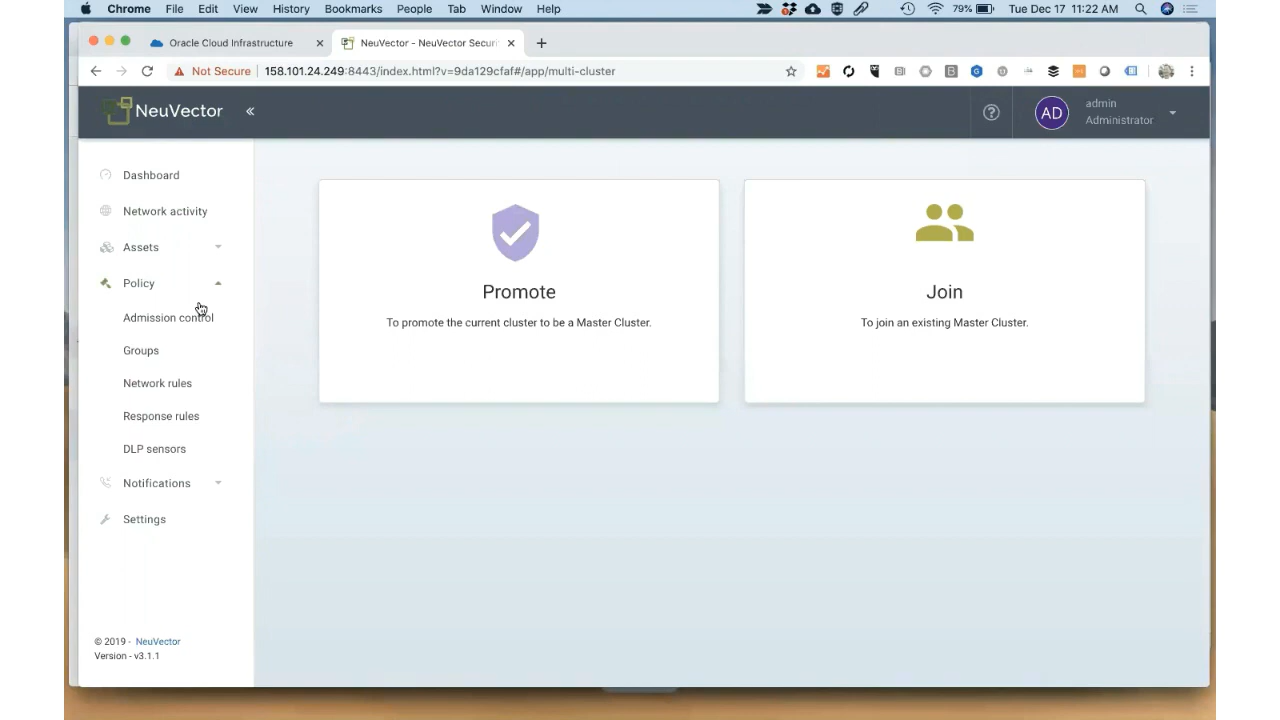 Chrome File Edit View History Bookmarks People Tab Window Help 79% Tue Dec 17 11:22 AM
Oracle Cloud Infrastructure
NeuVector - NeuVector Securi
Not Secure 158.101.24.249:8443/index.html?v=9da129cfaf#/app/multi-cluster
NeuVector
AD
admin
Administrator
Dashboard
Network activity
Assets
Policy
Admission control
Groups
Network rules
Response rules
DLP sensors
Notifications
Settings
Promote
To promote the current cluster to be a Master Cluster.
Join
To join an existing Master Cluster.
© 2019 - NeuVector
Version - v3.1.1